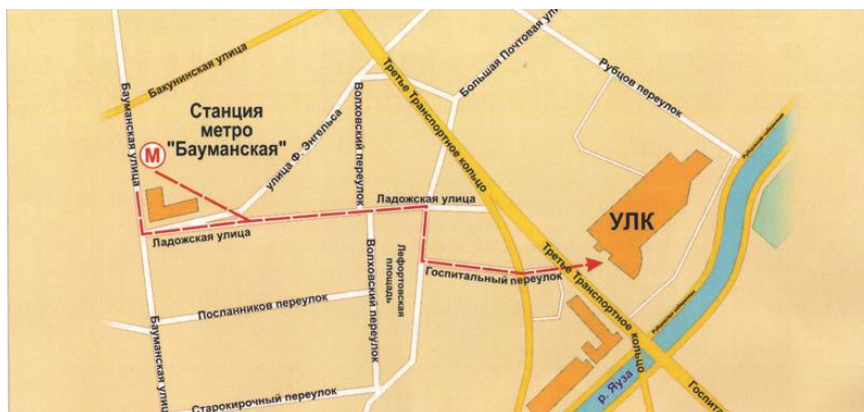 Бакунинская улица
Бауманская улица
Станция
метро
"Бауманская"
М
улица Ф. Энгельса
Волховский переулок
Третье Транспортное кольцо
Большая Почтовая ул
Рубцов переулок
Ладожская улица
Ладожская улица
УЛК
Лефортовская
площадь
Волховский переулок
Госпитальный переулок
Третье Транспортное кольцо
Посланников переулок
Бауманская улица
Старокирочный переулок
р. Яуза
Госпит